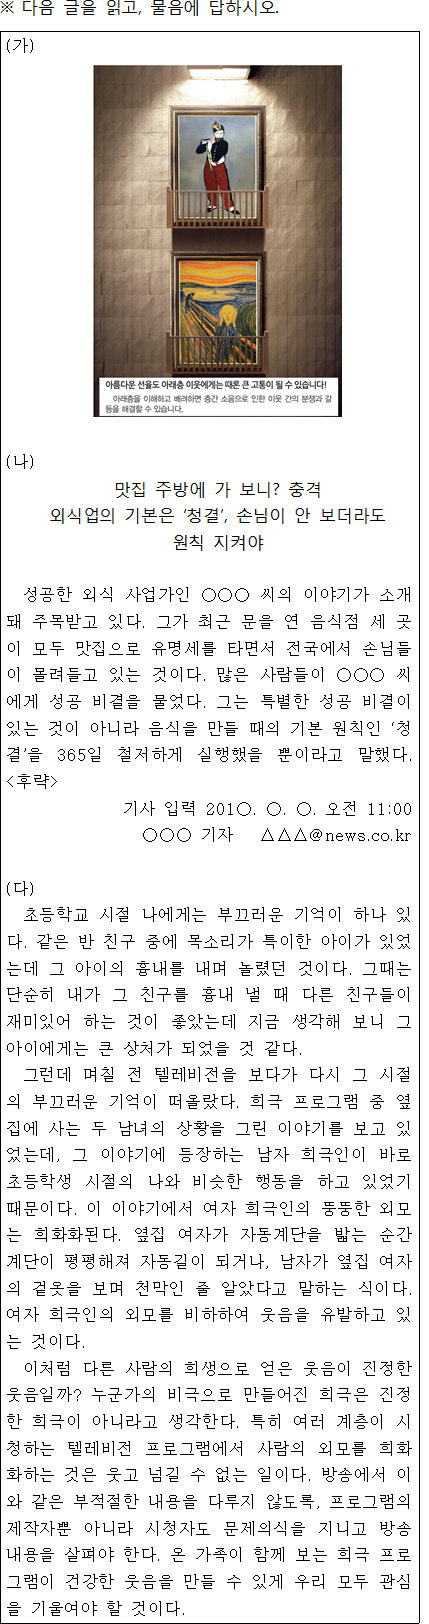 ※ 다음 글을 읽고, 물음에 답하시오.
(가)
아름다운 선율도 아래층 이웃에게는 때론 큰 고통이 될 수 있습니다!
아래층을 이해하고 배려하면 층간 소음으로 인한 이웃 간의 분쟁과 갈
등을 해결할 수 있습니다.
(나)
맛집 주방에 가 보니? 충격
외식업의 기본은 '청결', 손님이 안 보더라도
원칙 지켜야
성공한 외식 사업가인 ○○○ 씨의 이야기가 소개
돼 주목받고 있다. 그가 최근 문을 연 음식점 세 곳
이 모두 맛집으로 유명세를 타면서 전국에서 손님들
이 몰려들고 있는 것이다. 많은 사람들이 ○○○ 씨
에게 성공 비결을 물었다. 그는 특별한 성공 비결이
있는 것이 아니라 음식을 만들 때의 기본 원칙인 '청
결'을 365일 철저하게 실행했을 뿐이라고 말했다.
<후략>
기사 입력 201○. ○. ○. 오전 11:00
○○○ 기자 △△△@news.co.kr
(다)
초등학교 시절 나에게는 부끄러운 기억이 하나 있
다. 같은 반 친구 중에 목소리가 특이한 아이가 있었
는데 그 아이의 흉내를 내며 놀렸던 것이다. 그때는
단순히 내가 그 친구를 흉내 낼 때 다른 친구들이
재미있어 하는 것이 좋았는데 지금 생각해 보니 그
아이에게는 큰 상처가 되었을 것 같다.
그런데 며칠 전 텔레비전을 보다가 다시 그 시절
의 부끄러운 기억이 떠올랐다. 희극 프로그램 중 옆
집에 사는 두 남녀의 상황을 그린 이야기를 보고 있
었는데, 그 이야기에 등장하는 남자 희극인이 바로
초등학생 시절의 나와 비슷한 행동을 하고 있었기
때문이다. 이 이야기에서 여자 희극인의 뚱뚱한 외모
는 희화화된다. 옆집 여자가 자동계단을 밟는 순간
계단이 평평해져 자동길이 되거나, 남자가 옆집 여자
의 겉옷을 보며 천막인 줄 알았다고 말하는 식이다.
여자 희극인의 외모를 비하하여 웃음을 유발하고 있
는 것이다.
이처럼 다른 사람의 희생으로 얻은 웃음이 진정한
웃음일까? 누군가의 비극으로 만들어진 희극은 진정
한 희극이 아니라고 생각한다. 특히 여러 계층이 시
청하는 텔레비전 프로그램에서 사람의 외모를 희화
화하는 것은 웃고 넘길 수 없는 일이다. 방송에서 이
와 같은 부적절한 내용을 다루지 않도록, 프로그램의
제작자뿐 아니라 시청자도 문제의식을 지니고 방송
내용을 살펴야 한다. 온 가족이 함께 보는 희극 프로
그램이 건강한 웃음을 만들 수 있게 우리 모두 관심
을 기울여야 할 것이다.